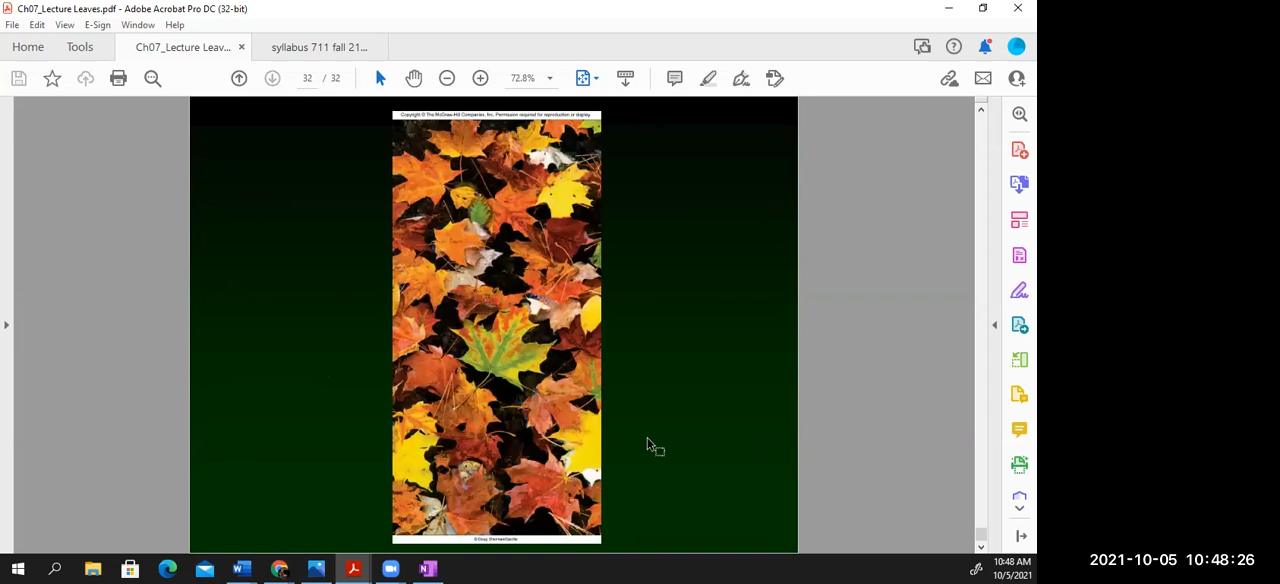 Ch07_Lecture Leaves.pdf - Adobe Acrobat Pro DC (32-bit)
File Edit View E-Sign Window Help
Home Tools Ch07_Lecture Leav... × syllabus 711 fall 21...
32 / 32 72.8%
Copyright © The McGraw-Hill Companies, Inc. Permission required for reproduction or display.
10:48 AM
10/5/2021
2021-10-05 10:48:26